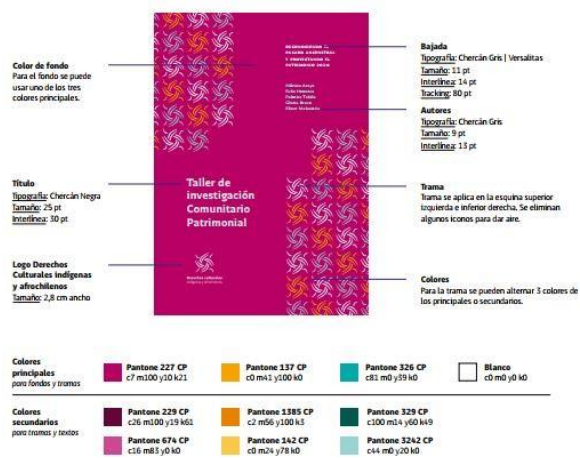 Color de fondo
Para el fondo se puede
usar uno de los tres
colores principales.
Título
Tipografía: Chercán Negra
Tamaño: 25 pt
Interlínea: 30 pt
Logo Derechos
Culturales indígenas
y afrochilenos
Tamaño: 2,8 cm ancho
Taller de
investigación
Comunitario
Patrimonial
Bajada
Tipografía: Chercán Gris | Versalitas
Tamaño: 11 pt
Interlínea: 14 pt
Tracking: 80 pt
Autores
Tipografía: Chercán Gris
Tamaño: 9 pt
Interlínea: 13 pt
Trama
Trama se aplica en la esquina superior
izquierda e inferior derecha. Se eliminan
algunos iconos para dar aire.
Colores
Para la trama se pueden alternar 3 colores de
los principales o secundarios.
Colores
principales
para fondos y tramas
Pantone 227 CP
c7 m100 y10 k21
Pantone 137 CP
c0 m41 y100 k0
Pantone 326 CP
c81 m0 y39 k0
Blanco
c0 m0 y0 k0
Colores
secundarios
para tramas y textos
Pantone 229 CP
c26 m100 y19 k61
Pantone 1385 CP
c2 m56 y100 k3
Pantone 329 CP
c100 m14 y60 k49
Pantone 674 CP
c16 m83 y0 k0
Pantone 142 CP
c0 m24 y78 k0
Pantone 3242 CP
c44 m0 y20 k0